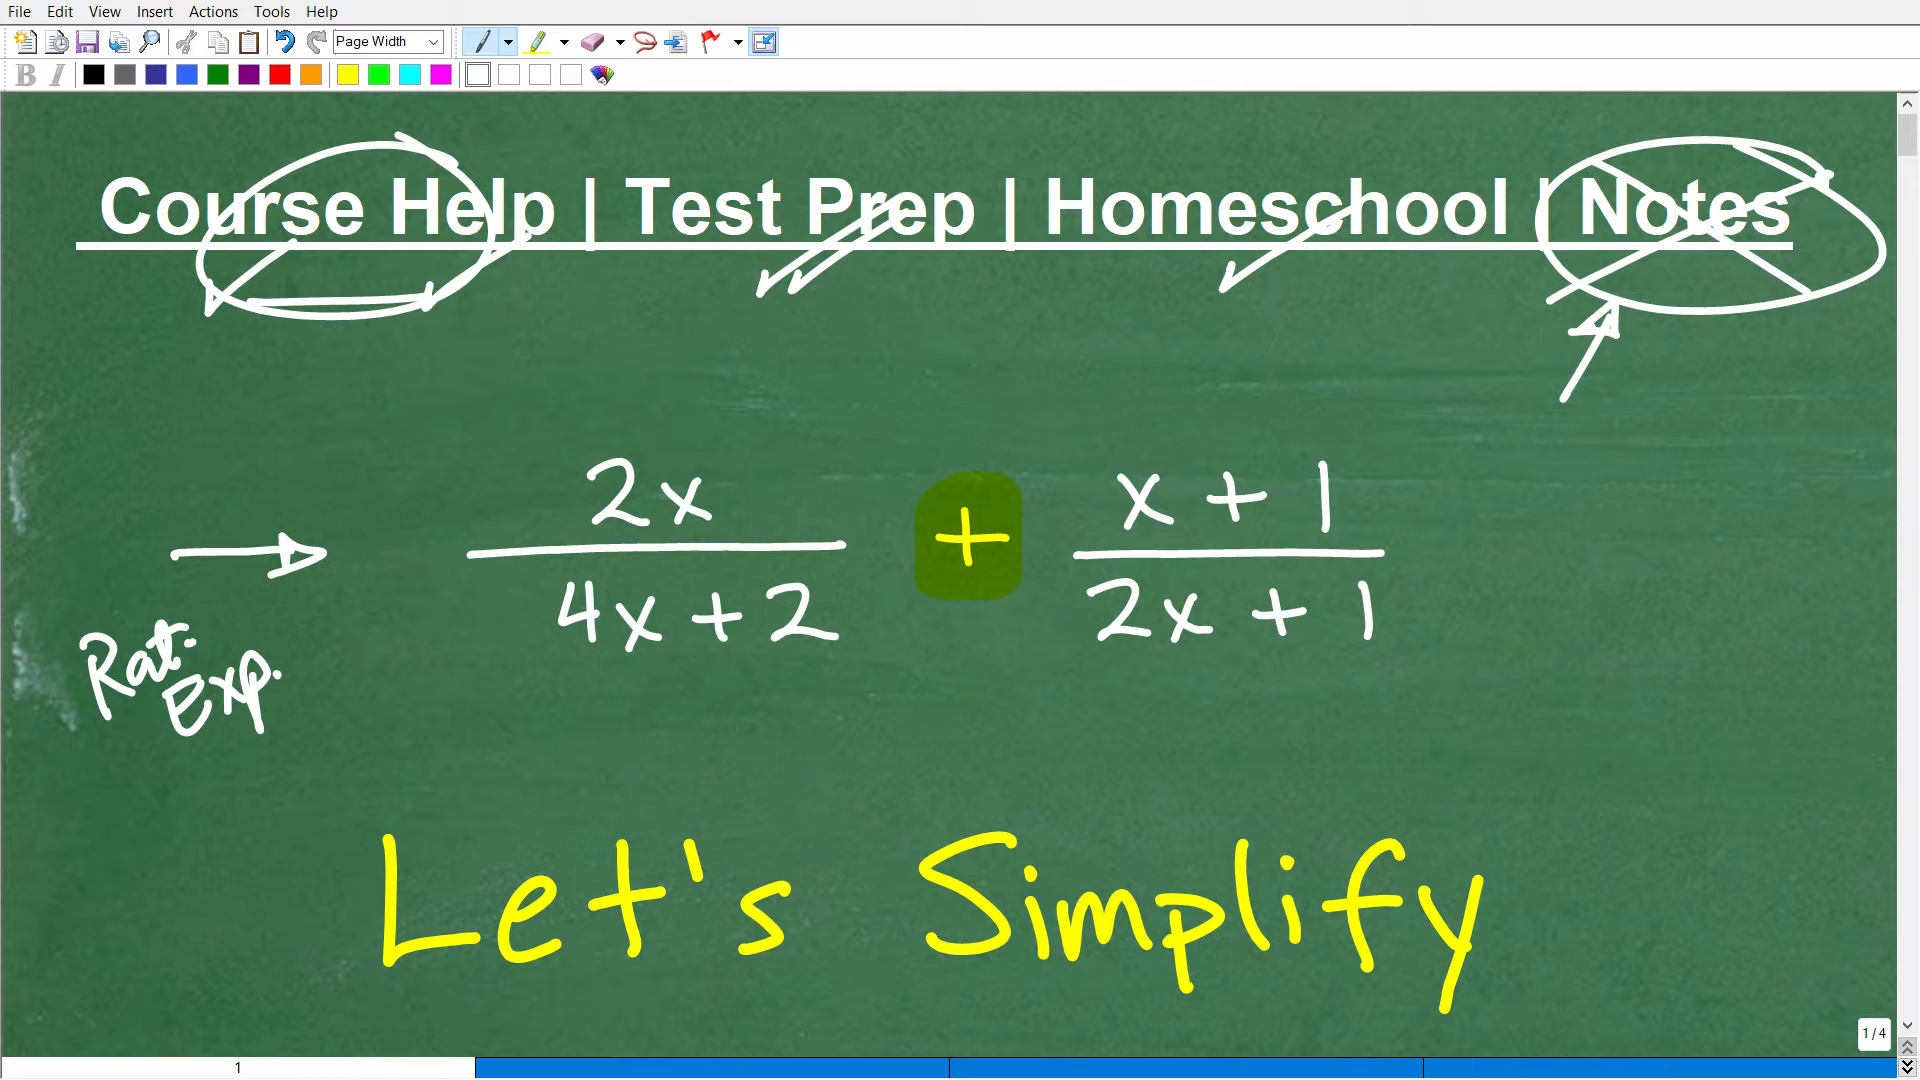 File Edit View Insert Actions Tools Help
Page Width
B I
Course Help | Test Prep | Homeschool | Notes
2x + x + 1
4x + 2 2x + 1
Rat.
Exp.
Let's Simplify
1 / 4
1